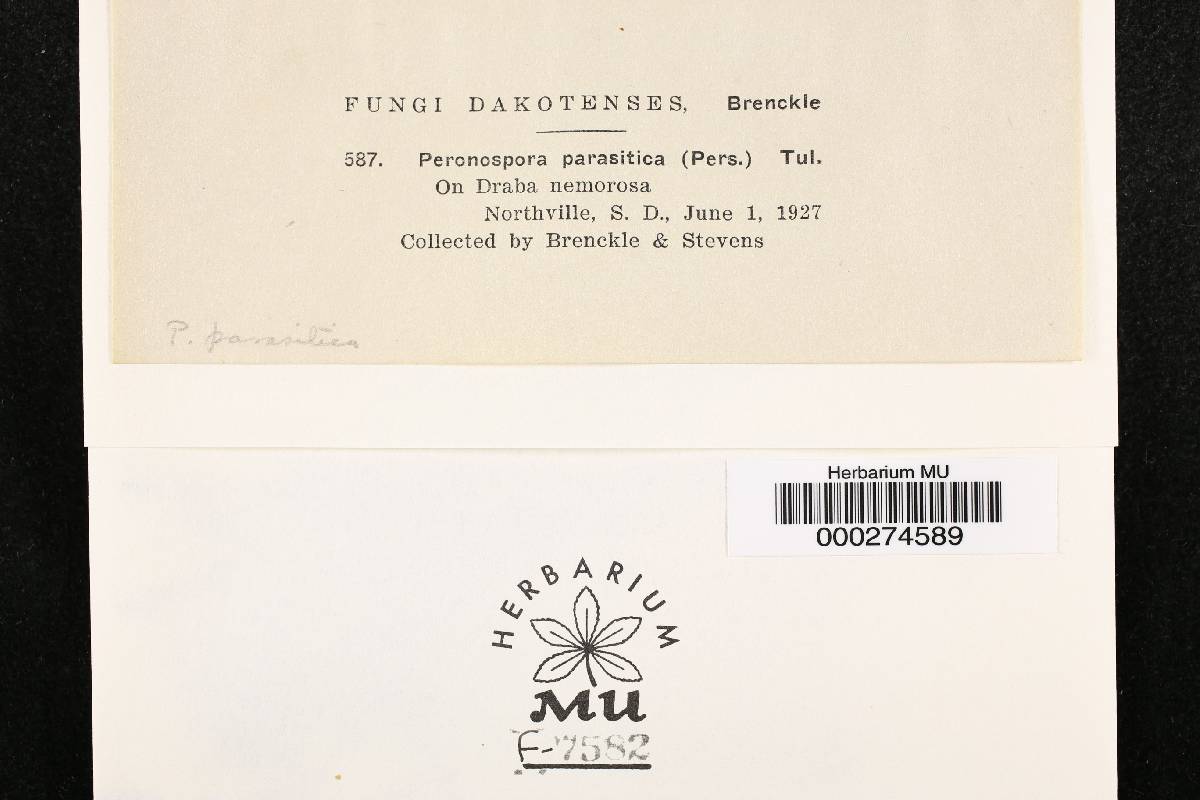 FUNGI DAKOTENSES, Brenckle
587. Peronospora parasitica (Pers.) Tul.
On Draba nemorosa
Northville, S. D., June 1, 1927
Collected by Brenckle & Stevens
P. parasitica
Herbarium MU
000274589
HERBARIUM
MU
F-7582